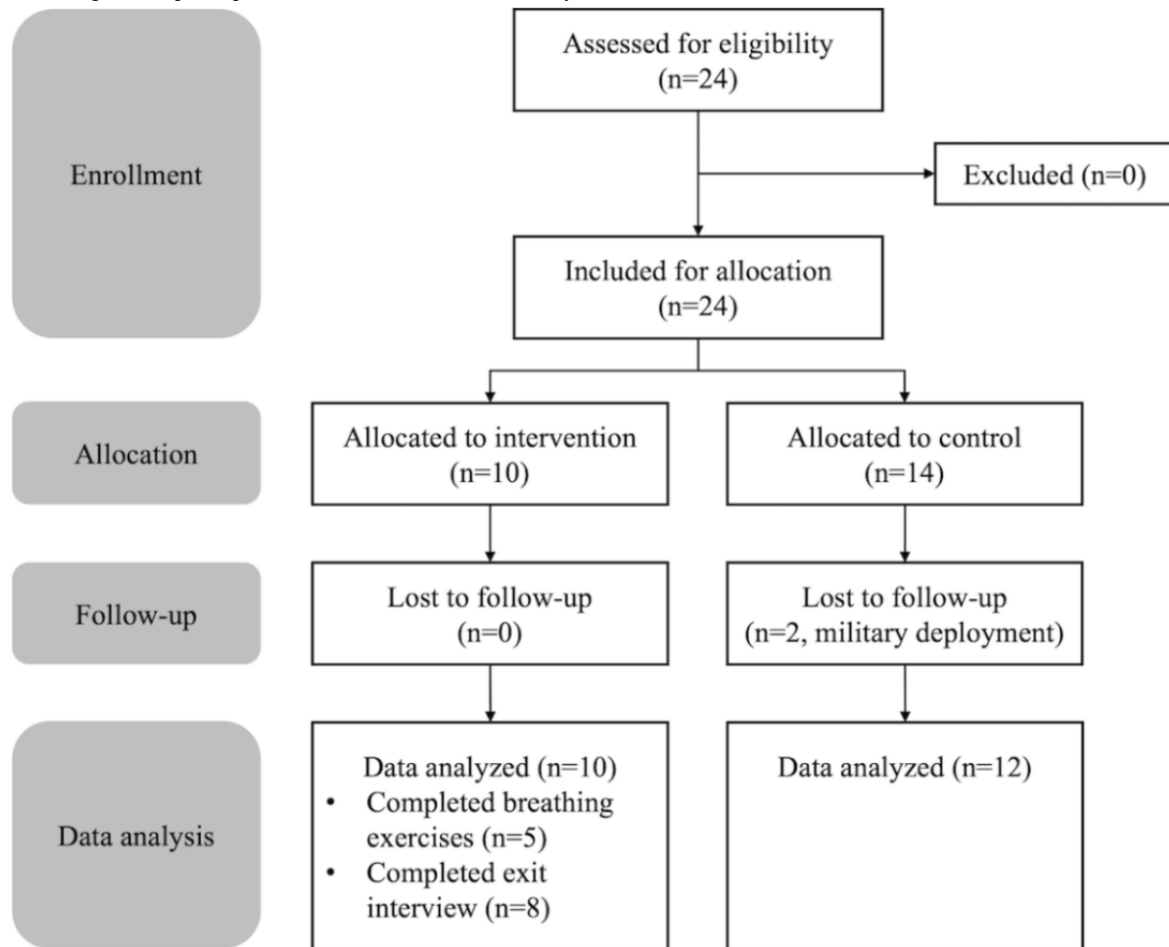 Enrollment
Assessed for eligibility
(n=24)
Excluded (n=0)
Included for allocation
(n=24)
Allocation
Allocated to intervention
(n=10)
Allocated to control
(n=14)
Follow-up
Lost to follow-up
(n=0)
Lost to follow-up
(n=2, military deployment)
Data analysis
Data analyzed (n=10)
• Completed breathing
exercises (n=5)
• Completed exit
interview (n=8)
Data analyzed (n=12)